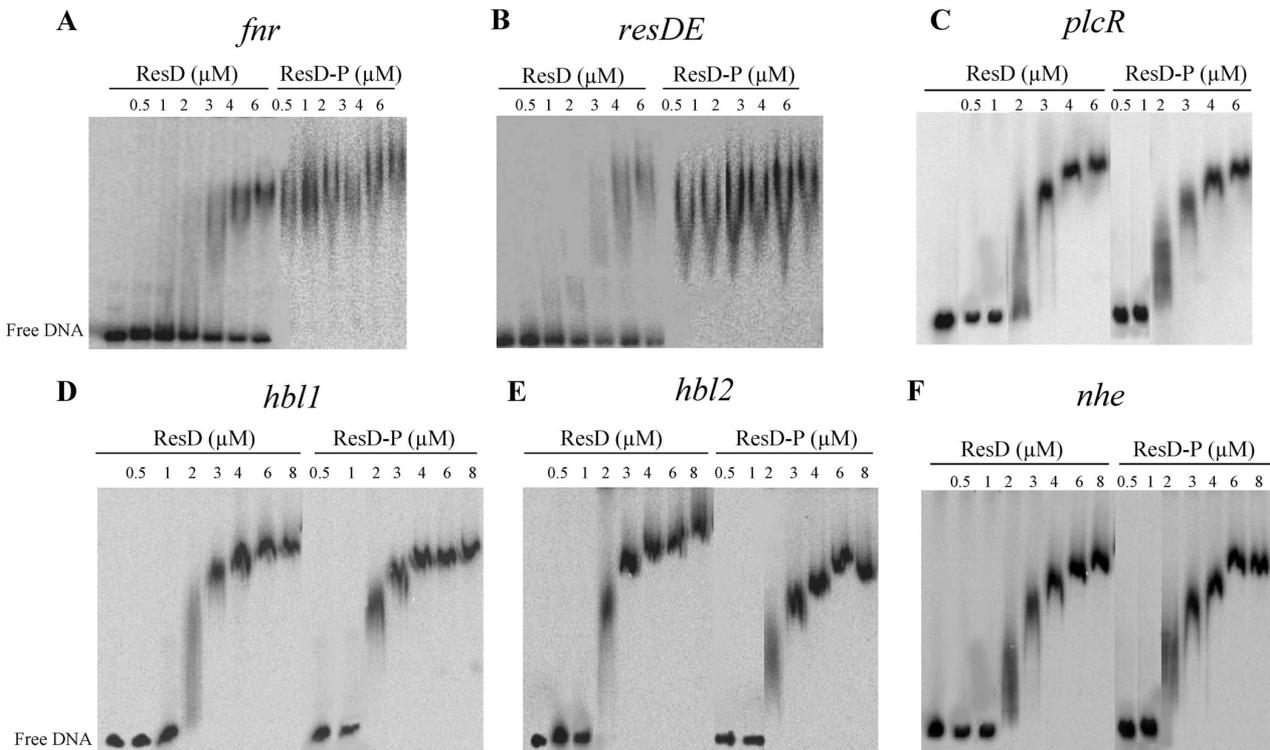 A
fnr
ResD (µM) ResD-P (µM)
0.5 1 2 3 4 6 0.5 1 2 3 4 6
Free DNA
B
resDE
ResD (µM) ResD-P (µM)
0.5 1 2 3 4 6 0.5 1 2 3 4 6
C
plcR
ResD (µM) ResD-P (µM)
0.5 1 2 3 4 6 0.5 1 2 3 4 6
D
hbl1
ResD (µM) ResD-P (µM)
0.5 1 2 3 4 6 8 0.5 1 2 3 4 6 8
Free DNA
E
hbl2
ResD (µM) ResD-P (µM)
0.5 1 2 3 4 6 8 0.5 1 2 3 4 6 8
F
nhe
ResD (µM) ResD-P (µM)
0.5 1 2 3 4 6 8 0.5 1 2 3 4 6 8